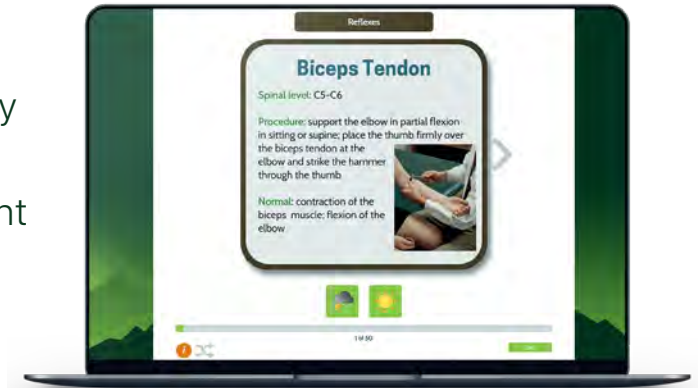 y
nt
Reflexes
Biceps Tendon
Spinal level: C5-C6
Procedure: support the elbow in partial flexion
in sitting or supine; place the thumb firmly over
the biceps tendon at the
elbow and strike the hammer
through the thumb
Normal: contraction of the
biceps muscle; flexion of the
elbow
1 of 50